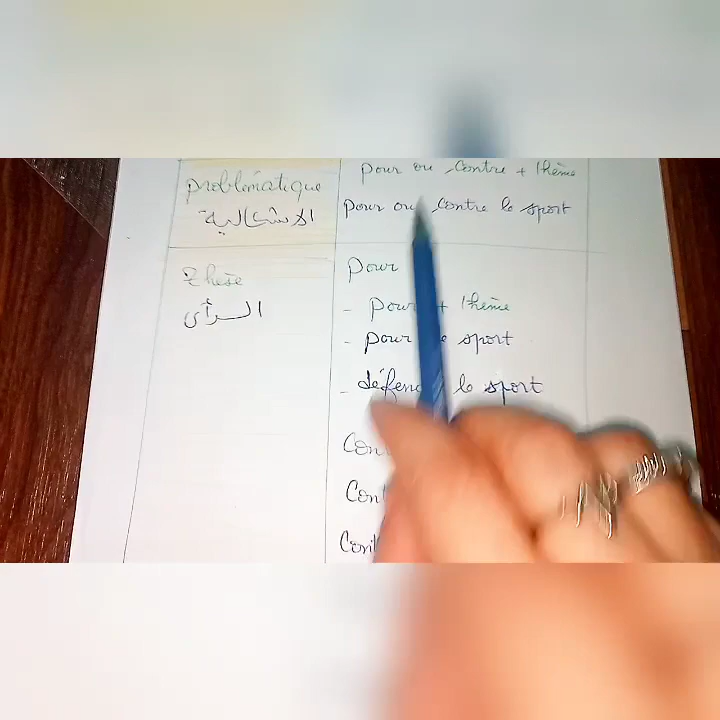 problématique
الاشكالية
pour ou contre + thème
pour ou contre le sport
thèse
الرأي
Pour
- pour + thème
- pour le sport
- défend le sport